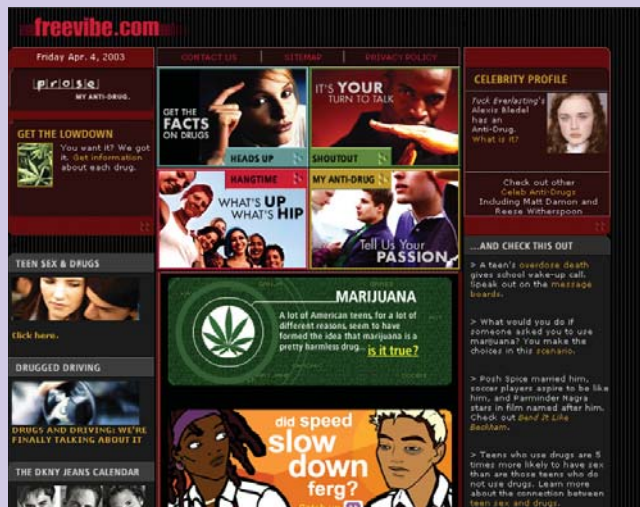 freevibe.com
Friday Apr. 4, 2003
CONTACT US
SITEMAP
PRIVACY POLICY
prose
MY ANTI-DRUG.
GET THE LOWDOWN
You want it? We got
it. Get information
about each drug.
TEEN SEX & DRUGS
Click here.
DRUGGED DRIVING
DRUGS AND DRIVING: WE'RE
FINALLY TALKING ABOUT IT
THE DKNY JEANS CALENDAR
GET THE
FACTS
ON DRUGS
HEADS UP
IT'S YOUR
TURN TO TALK
SHOUTOUT
HANGTIME
WHAT'S UP
WHAT'S HIP
MY ANTI-DRUG
Tell Us Your
PASSION
MARIJUANA
A lot of American teens, for a lot of
different reasons, seem to have
formed the idea that marijuana is a
pretty harmless drug... is it true?
did speed
slow
down
ferg?
CELEBRITY PROFILE
Tuck Everlasting's
Alexis Bledel
has an
Anti-Drug.
What is it?
Check out other
Celeb Anti-Drugs
Including Matt Damon and
Reese Witherspoon
...AND CHECK THIS OUT
> A teen's overdose death
gives school wake-up call.
Speak out on the message
boards.
> What would you do if
someone asked you to use
marijuana? You make the
choices in this scenario.
> Posh Spice married him,
soccer players aspire to be like
him, and Parminder Nagra
stars in film named after him.
Check out Bend It Like
Beckham.
> Teens who use drugs are 5
times more likely to have sex
than are those teens who do
not use drugs. Learn more
about the connection between
teen sex and drugs.